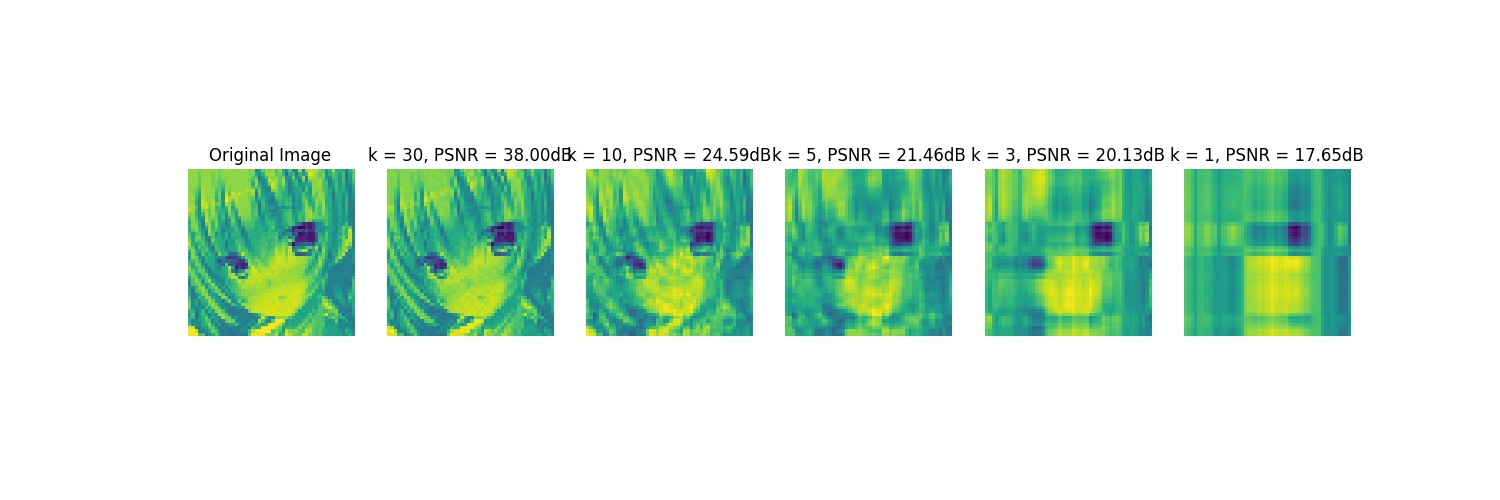 Original Image
k = 30, PSNR = 38.00dB
k = 10, PSNR = 24.59dB
k = 5, PSNR = 21.46dB
k = 3, PSNR = 20.13dB
k = 1, PSNR = 17.65dB